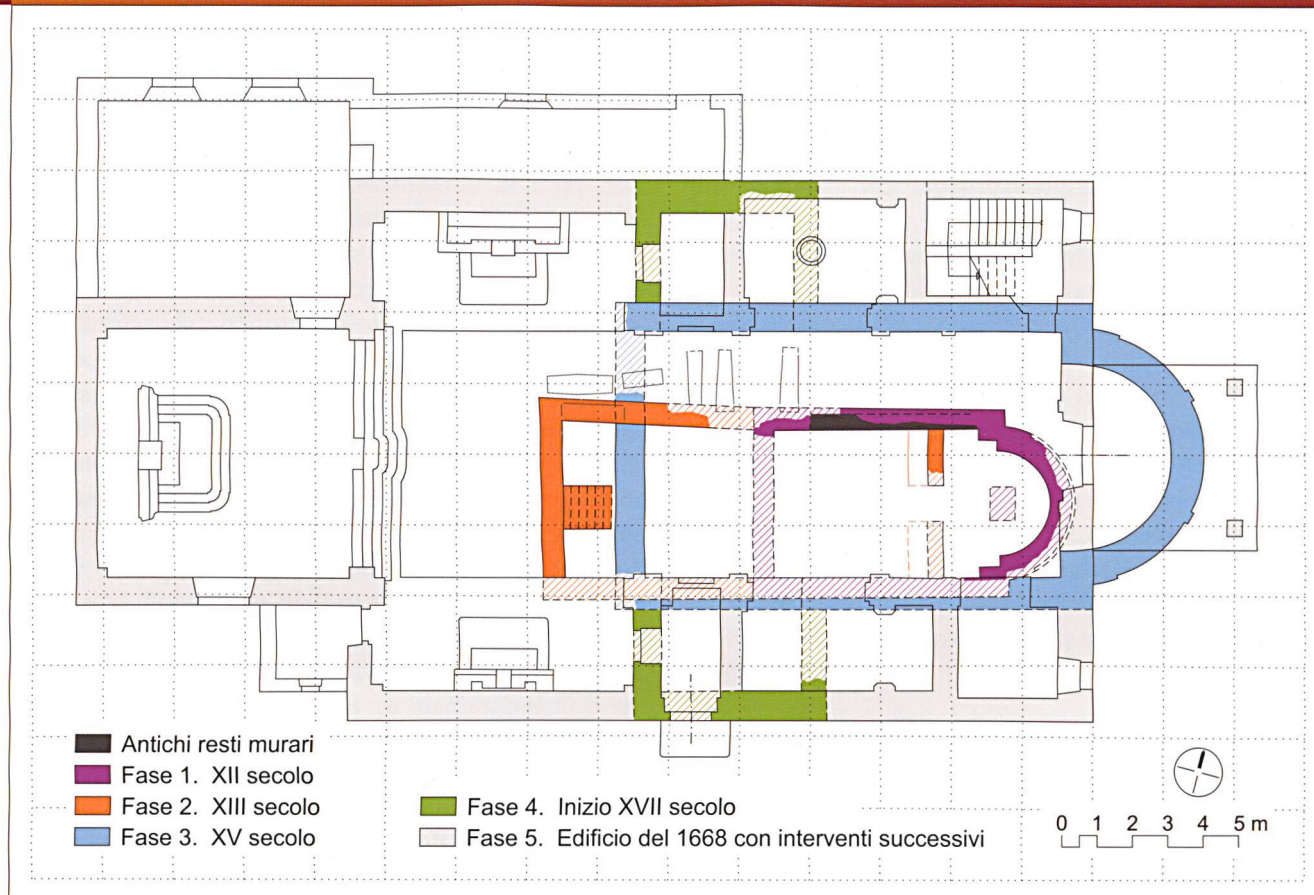 Antichi resti murari
Fase 1. XII secolo
Fase 2. XIII secolo
Fase 3. XV secolo
Fase 4. Inizio XVII secolo
Fase 5. Edificio del 1668 con interventi successivi
0 1 2 3 4 5 m